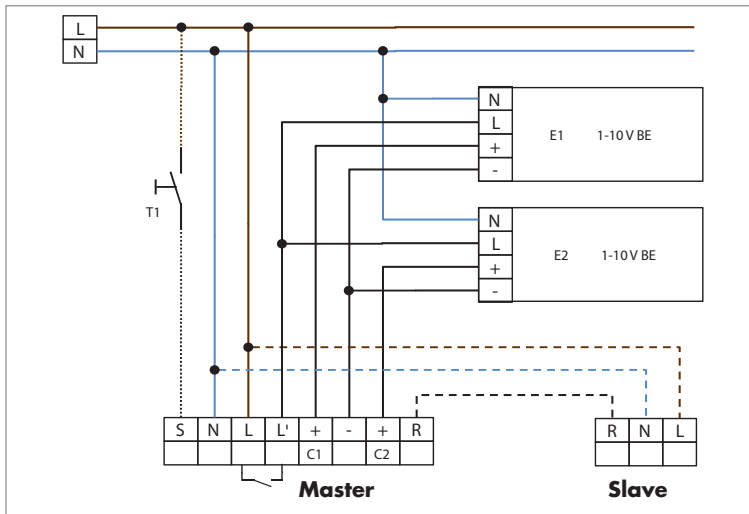 L
N
N
L
E1 1-10 V BE
+
-
T1
N
L
E2 1-10 V BE
+
-
S N L L' + - + R
C1 C2
R N L
Master
Slave